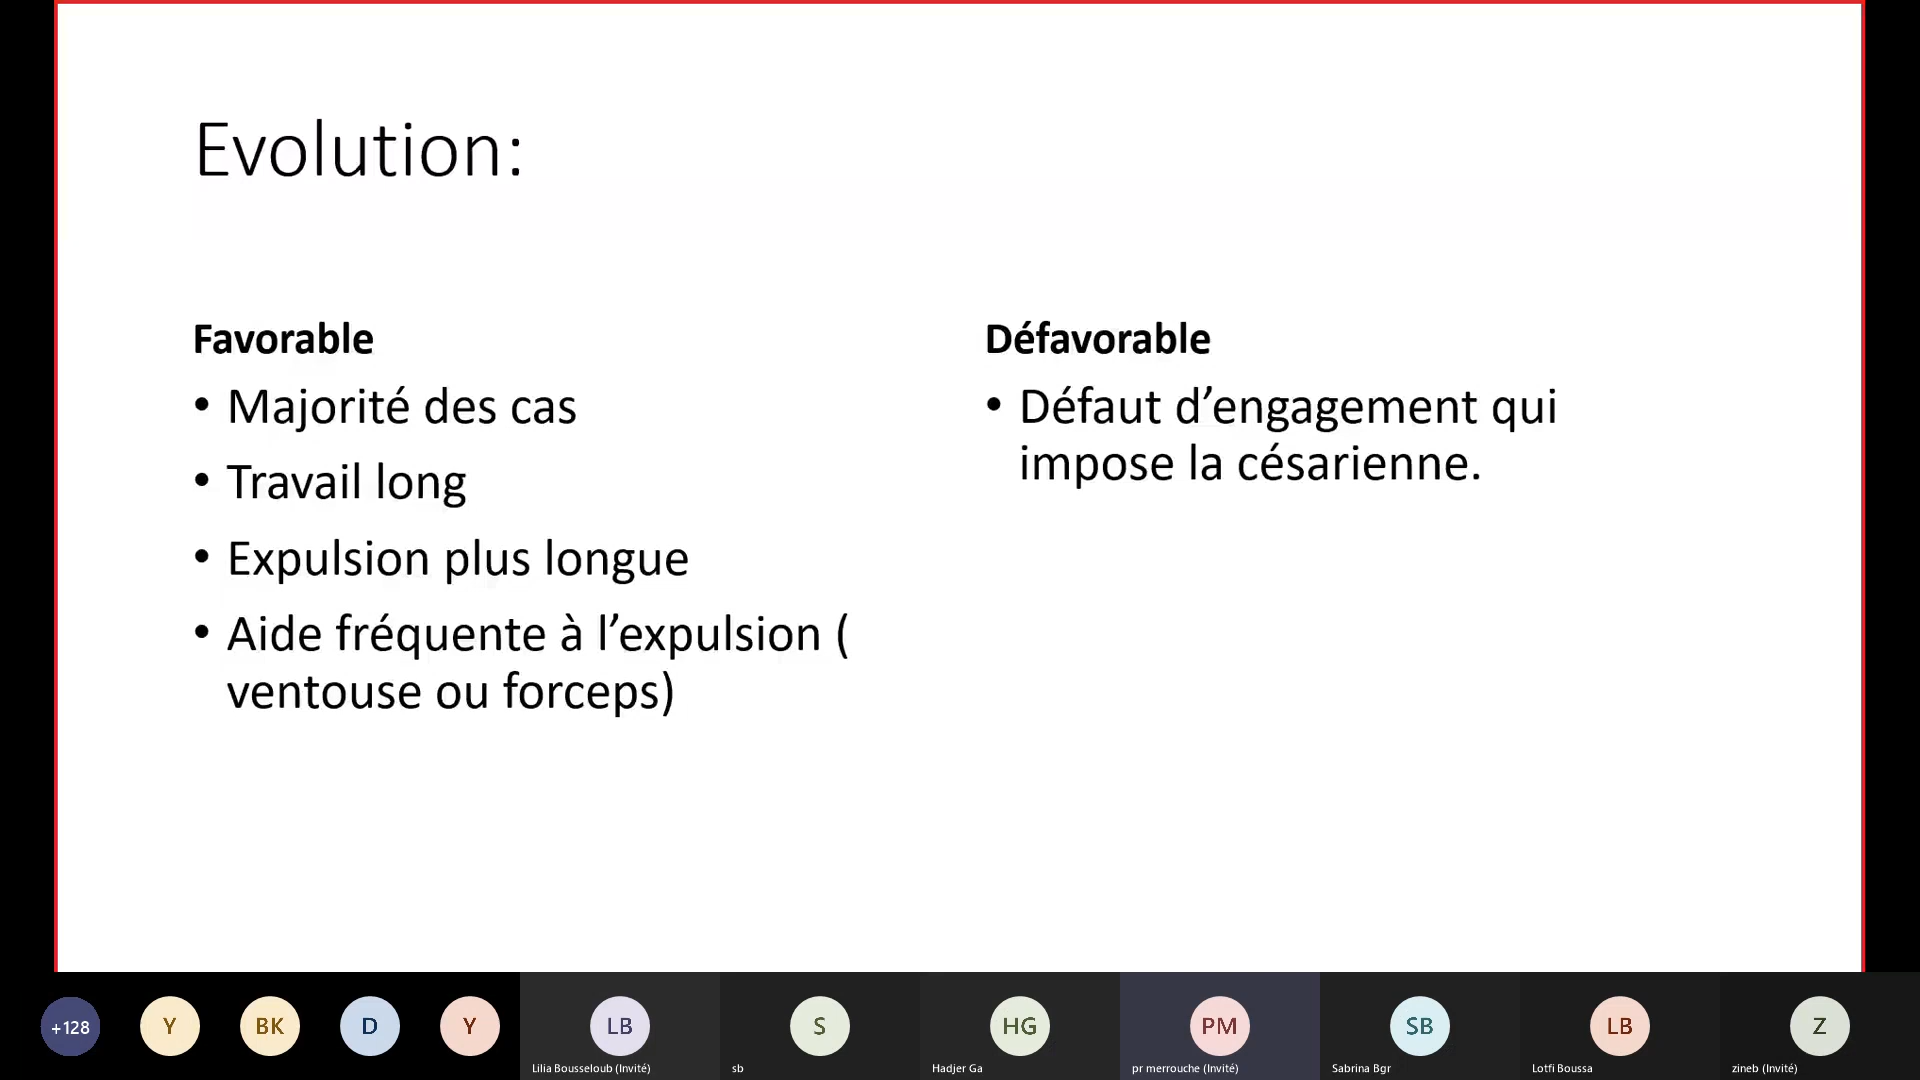 Evolution:
Favorable
• Majorité des cas
• Travail long
• Expulsion plus longue
• Aide fréquente à l’expulsion (
ventouse ou forceps)
Défavorable
• Défaut d’engagement qui
impose la césarienne.
+128
Y
BK
D
Y
LB
S
HG
PM
SB
LB
Z
Lilia Bousseloub (Invité)
sb
Hadjer Ga
pr merrouche (Invité)
Sabrina Bgr
Lotfi Boussa
zineb (Invité)